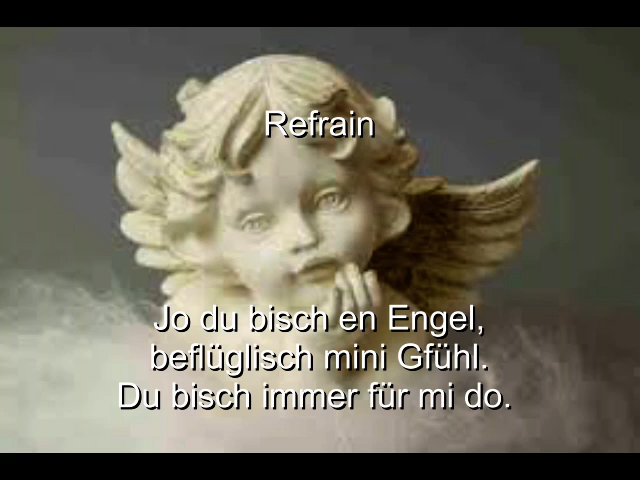 Refrain
Jo du bisch en Engel,
beflüglisch mini Gfühl.
Du bisch immer für mi do.